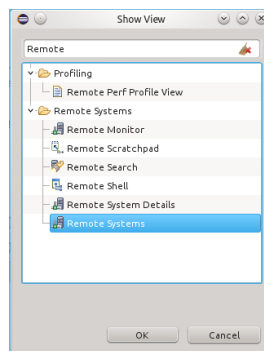 Show View
Remote
Profiling
Remote Perf Profile View
Remote Systems
Remote Monitor
Remote Scratchpad
Remote Search
Remote Shell
Remote System Details
Remote Systems
OK Cancel